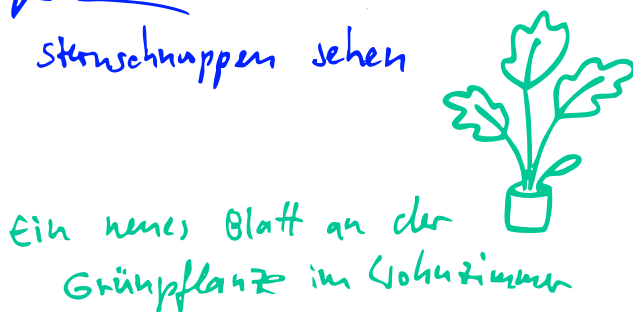 Sternschnuppen sehen
Ein neues Blatt an der
Grünpflanze im Wohnzimmer